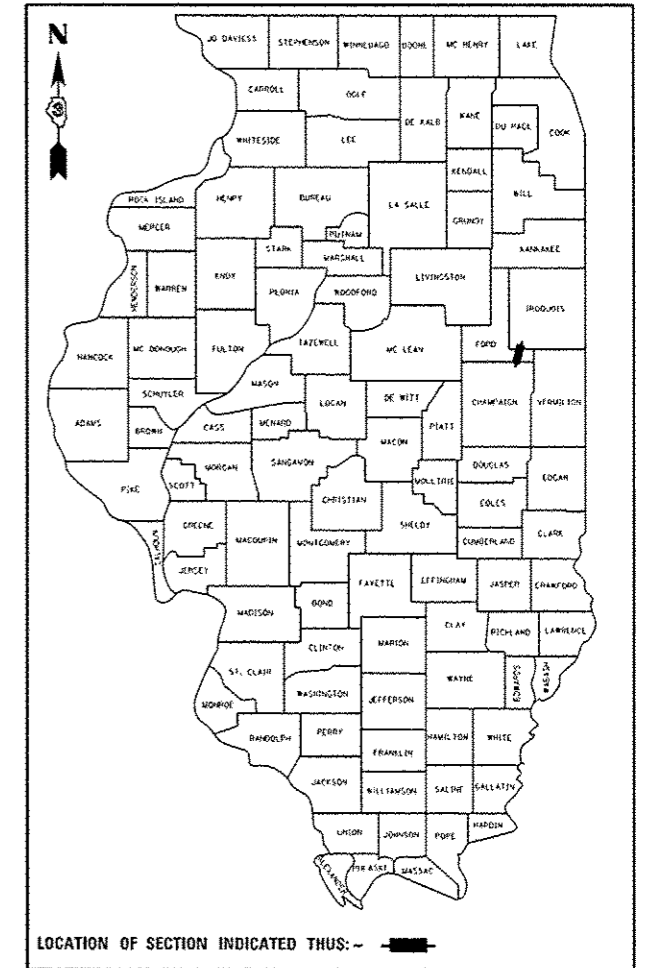 N
JO DAVIESS STEPHENSON WINNEBAGO BOONE MC HENRY LAKE
CARROLL OGLE DE KALB KANE DU PAGE COOK
WHITESIDE LEE KENDALL WILL
ROCK ISLAND HENRY BUREAU LA SALLE GRUNDY
MERCER PUTNAM KANKAKEE
STARK MARSHALL
HENDERSON WARREN KNOX PEORIA WOODFORD LIVINGSTON IROQUOIS
HANCOCK MC DONOUGH FULTON TAZEWELL MC LEAN FORD
MASON
SCHUYLER LOGAN DE WITT CHAMPAIGN VERMILION
ADAMS BROWN CASS MENARD PIATT
MACON
MORGAN SANGAMON DOUGLAS EDGAR
PIKE SCOTT CHRISTIAN MOULTRIE COLES
GREENE MACOUPIN MONTGOMERY SHELBY CUMBERLAND CLARK
CALHOUN JERSEY FAYETTE EFFINGHAM JASPER CRAWFORD
MADISON BOND
CLAY RICHLAND LAWRENCE
CLINTON MARION
ST. CLAIR WAYNE EDWARDS WABASH
WASHINGTON JEFFERSON
MONROE
RANDOLPH PERRY HAMILTON WHITE
FRANKLIN
JACKSON WILLIAMSON SALINE GALLATIN
UNION JOHNSON POPE HARDIN
ALEXANDER PULASKI MASSAC
LOCATION OF SECTION INDICATED THUS: ~